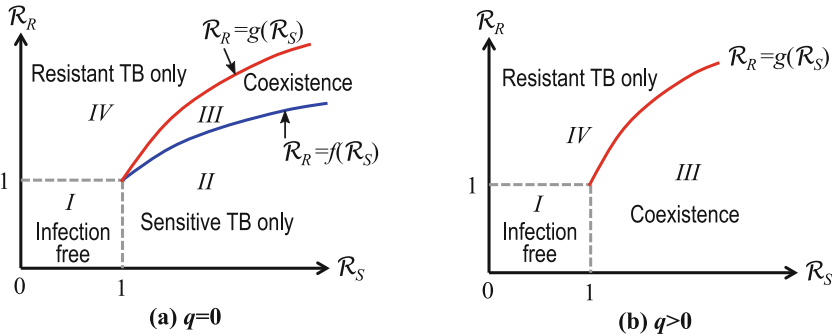 ℛ_R
ℛ_R=g(ℛ_S)
Resistant TB only
Coexistence
IV
III
ℛ_R=f(ℛ_S)
1
I
II
Infection
free
Sensitive TB only
0
1
ℛ_S
(a) q=0
ℛ_R
ℛ_R=g(ℛ_S)
Resistant TB only
IV
III
1
I
Infection
free
Coexistence
0
1
ℛ_S
(b) q>0